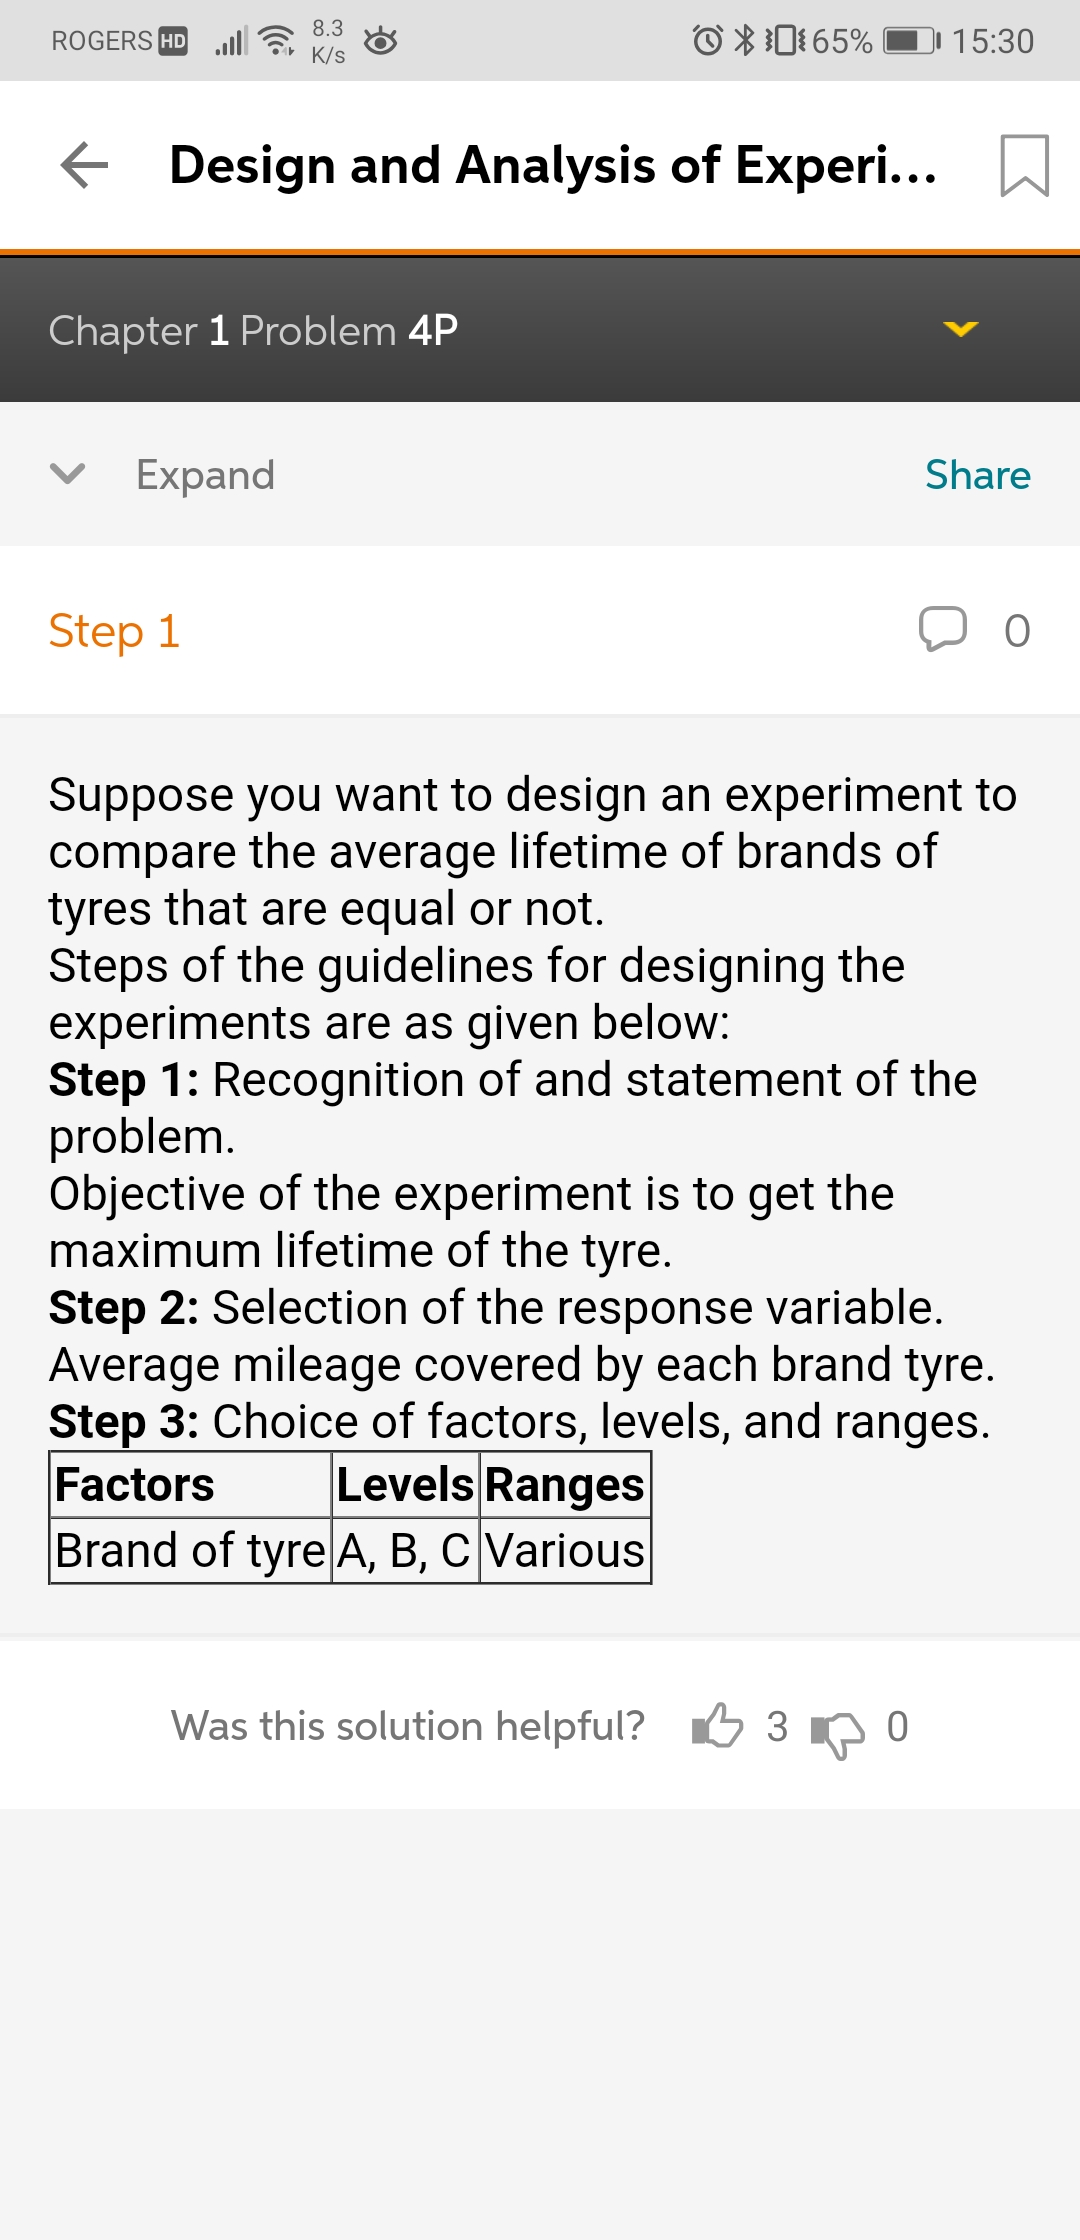 ROGERS HD 8.3 K/s 65% 15:30
Design and Analysis of Experi...
Chapter 1 Problem 4P
Expand Share
Step 1 0
Suppose you want to design an experiment to
compare the average lifetime of brands of
tyres that are equal or not.
Steps of the guidelines for designing the
experiments are as given below:
Step 1: Recognition of and statement of the
problem.
Objective of the experiment is to get the
maximum lifetime of the tyre.
Step 2: Selection of the response variable.
Average mileage covered by each brand tyre.
Step 3: Choice of factors, levels, and ranges.
Factors Levels Ranges
Brand of tyre A, B, C Various
Was this solution helpful? 3 0